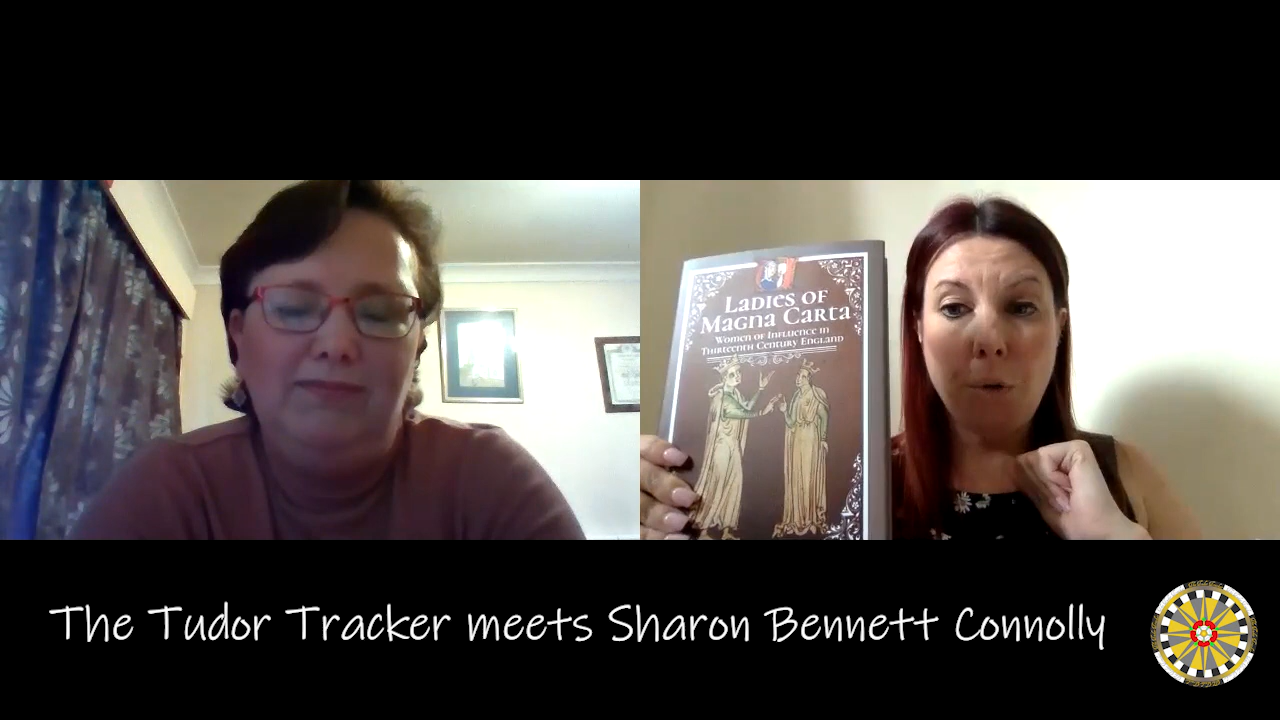 LADIES OF
MAGNA CARTA
WOMEN OF INFLUENCE IN
THIRTEENTH CENTURY ENGLAND
The Tudor Tracker meets Sharon Bennett Connolly